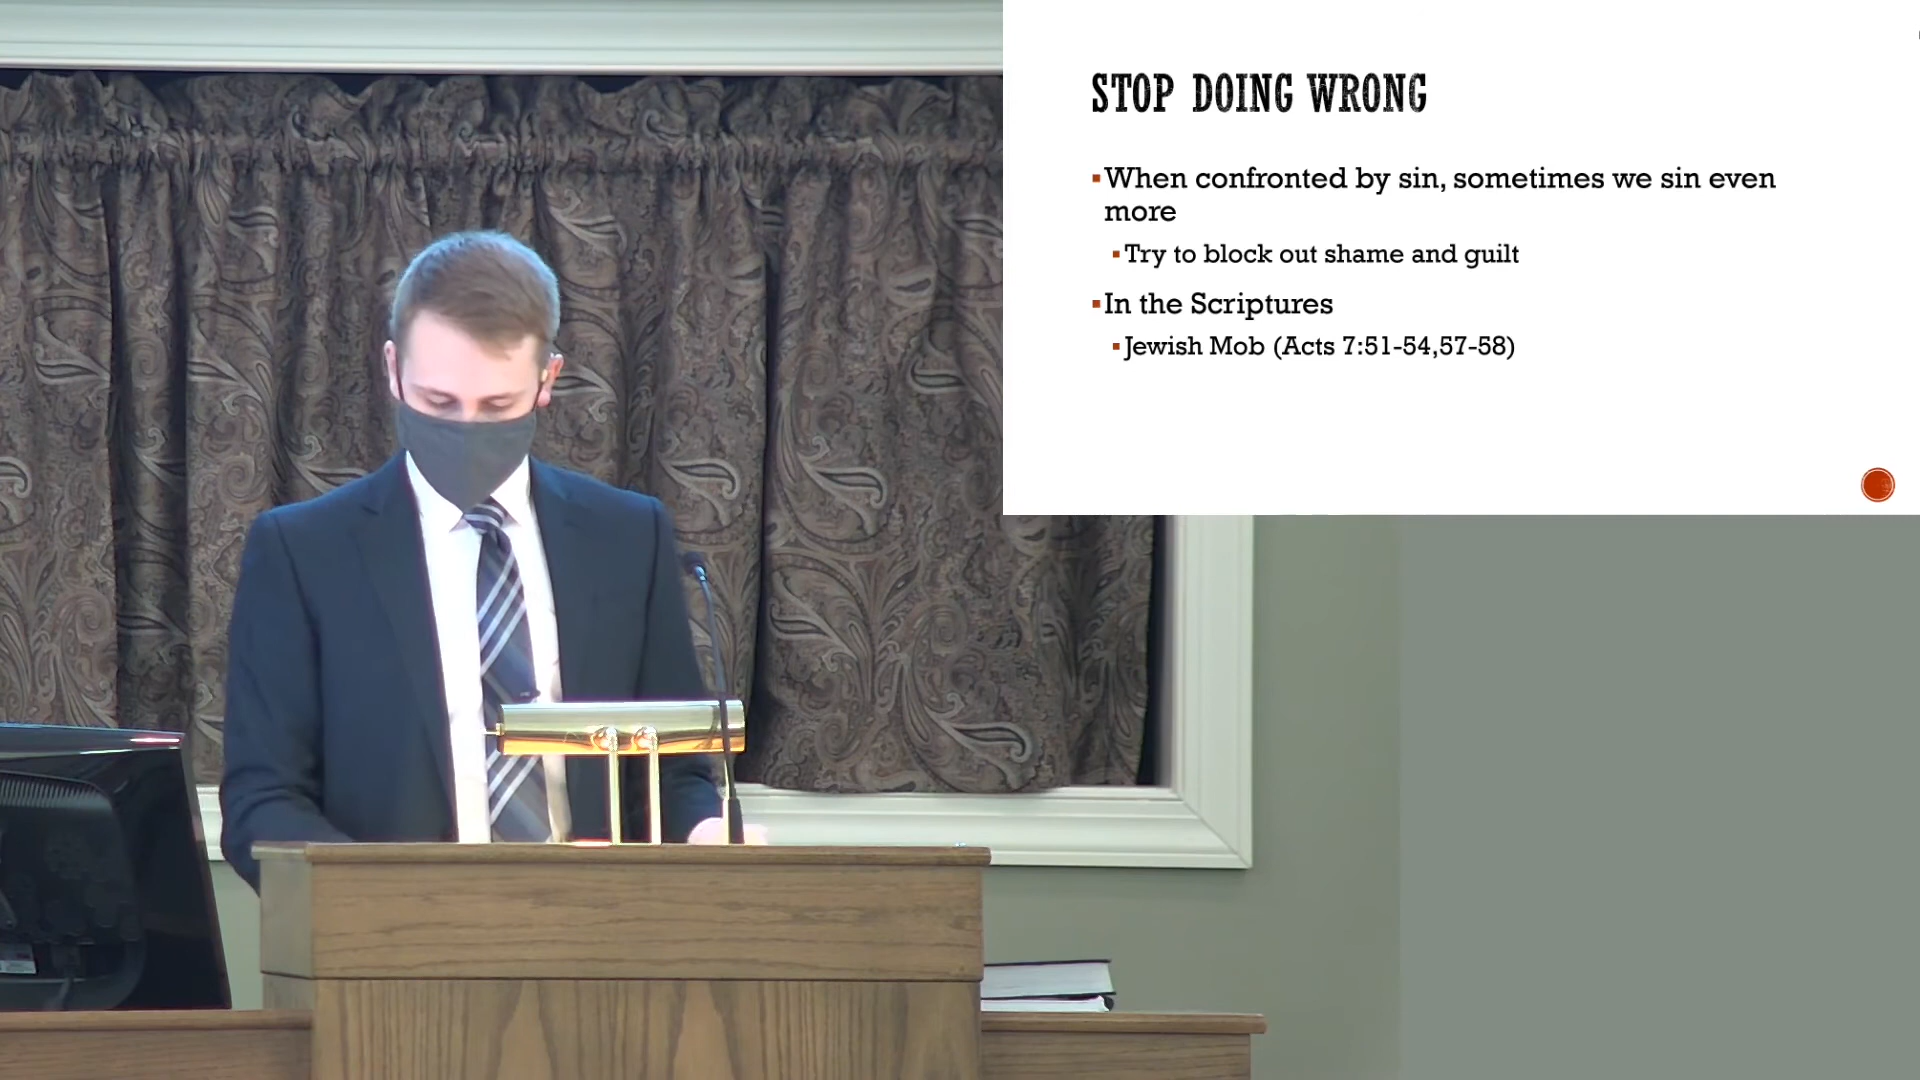 STOP DOING WRONG
▪When confronted by sin, sometimes we sin even
more
▪Try to block out shame and guilt
▪In the Scriptures
▪Jewish Mob (Acts 7:51-54,57-58)